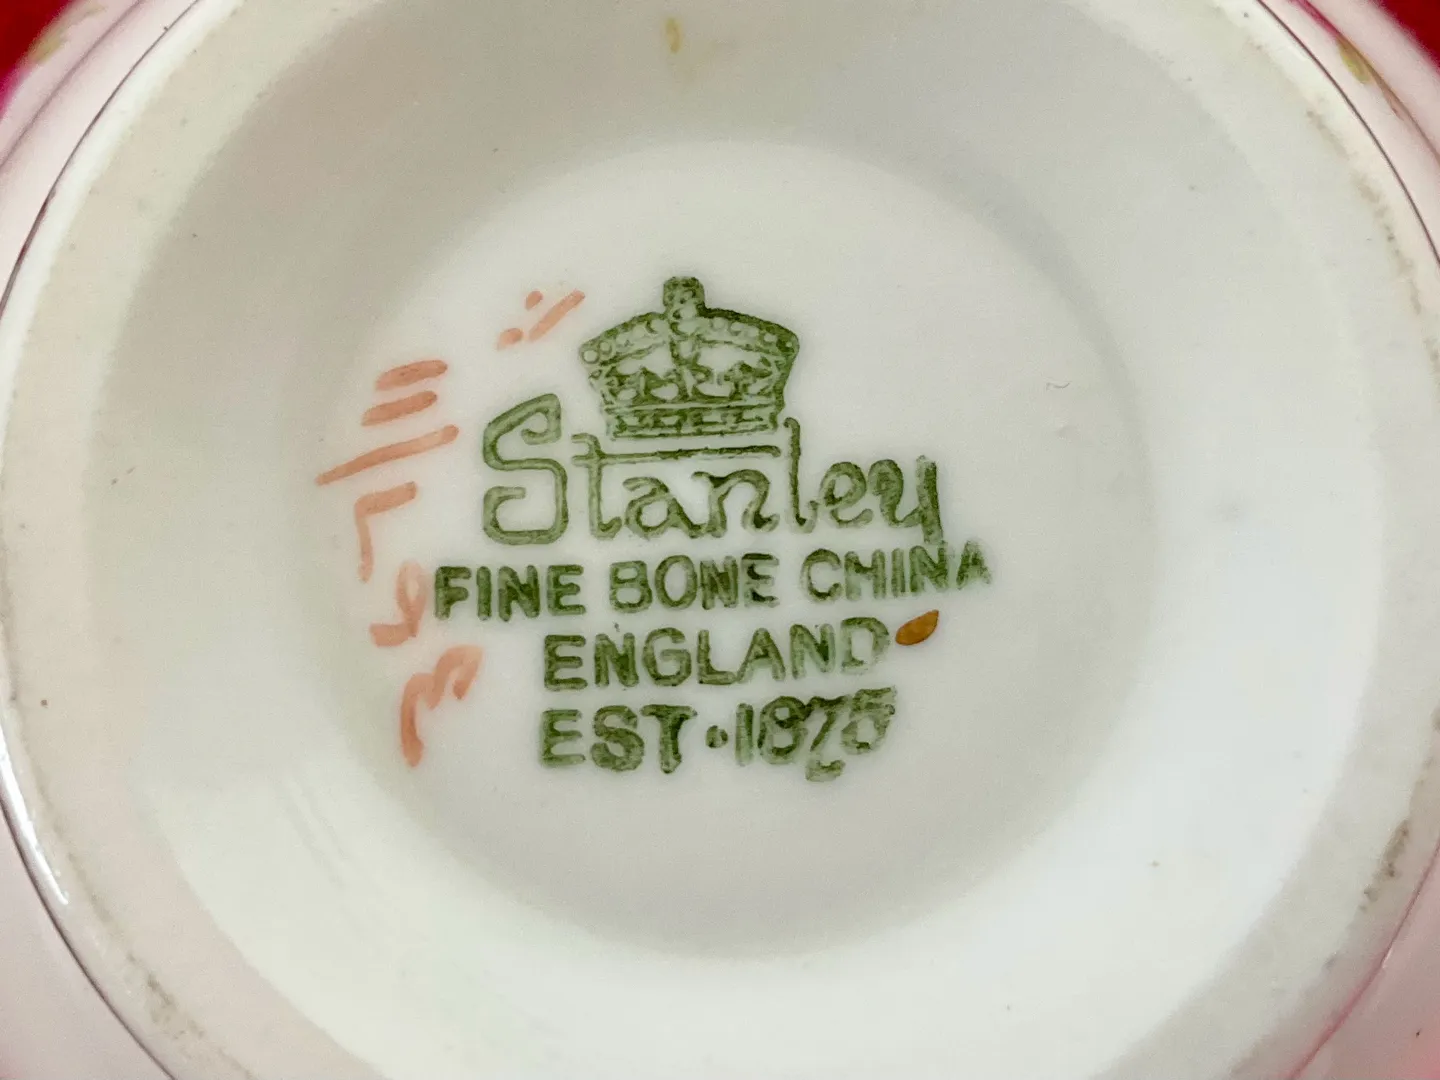 Stanley
FINE BONE CHINA
ENGLAND
EST·1875